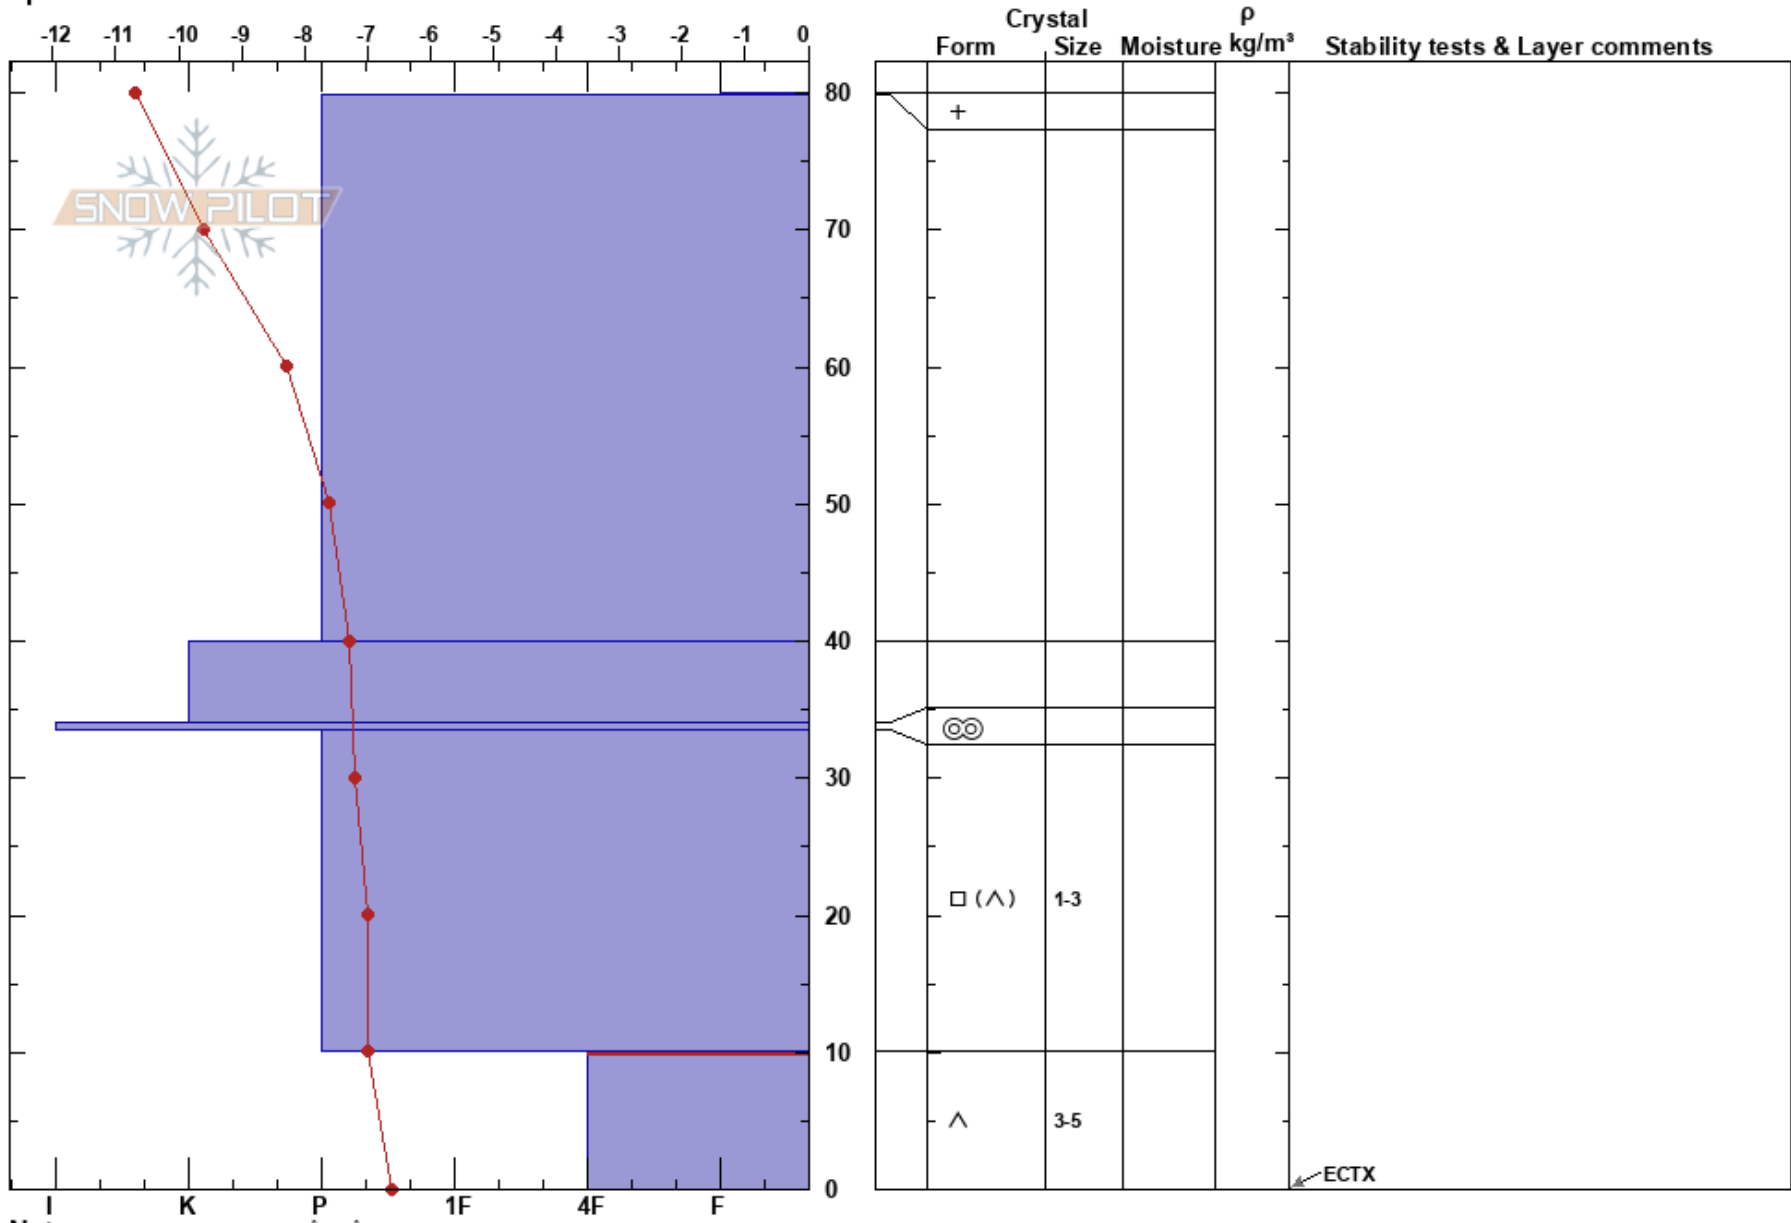 Crystal ρ
-12 -11 -10 -9 -8 -7 -6 -5 -4 -3 -2 -1 0 Form Size Moisture kg/m³ Stability tests & Layer comments
80 +
SNOW PILOT
70
60
50
40
30
20 □ (∧) 1-3
10
∧ 3-5
ECTX
0
I K P 1F 4F F